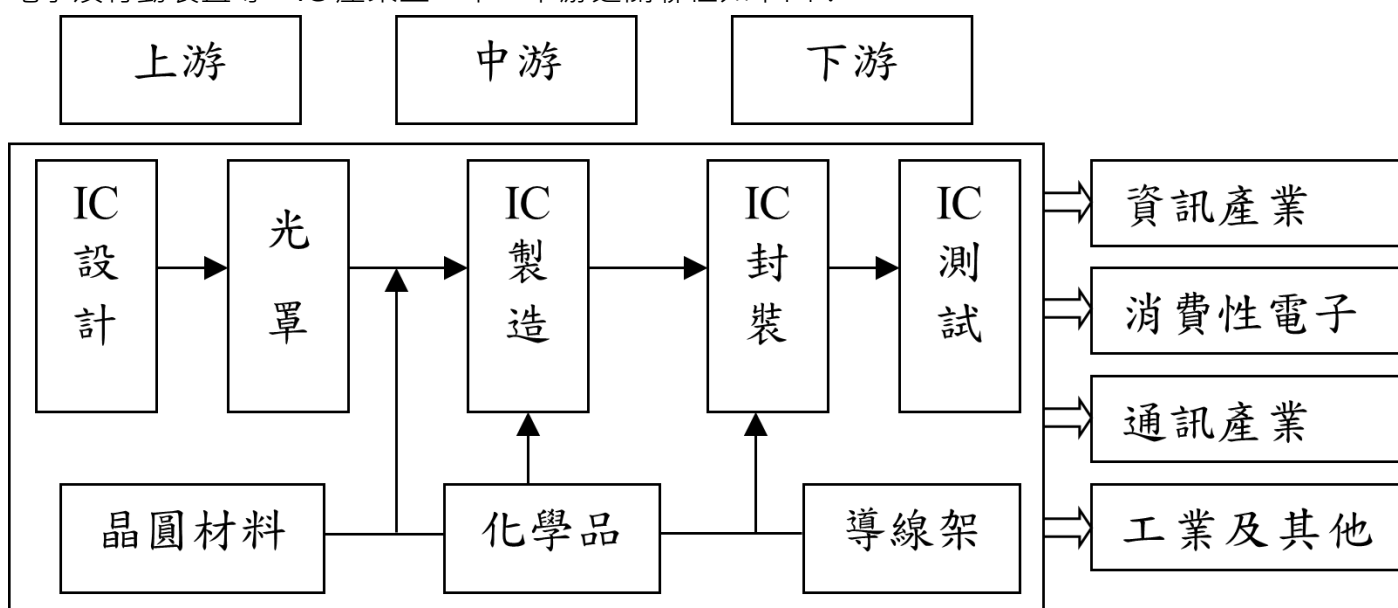 上游
中游
下游
IC
設
計
光
罩
IC
製
造
IC
封
裝
IC
測
試
資訊產業
消費性電子
通訊產業
工業及其他
晶圓材料
化學品
導線架